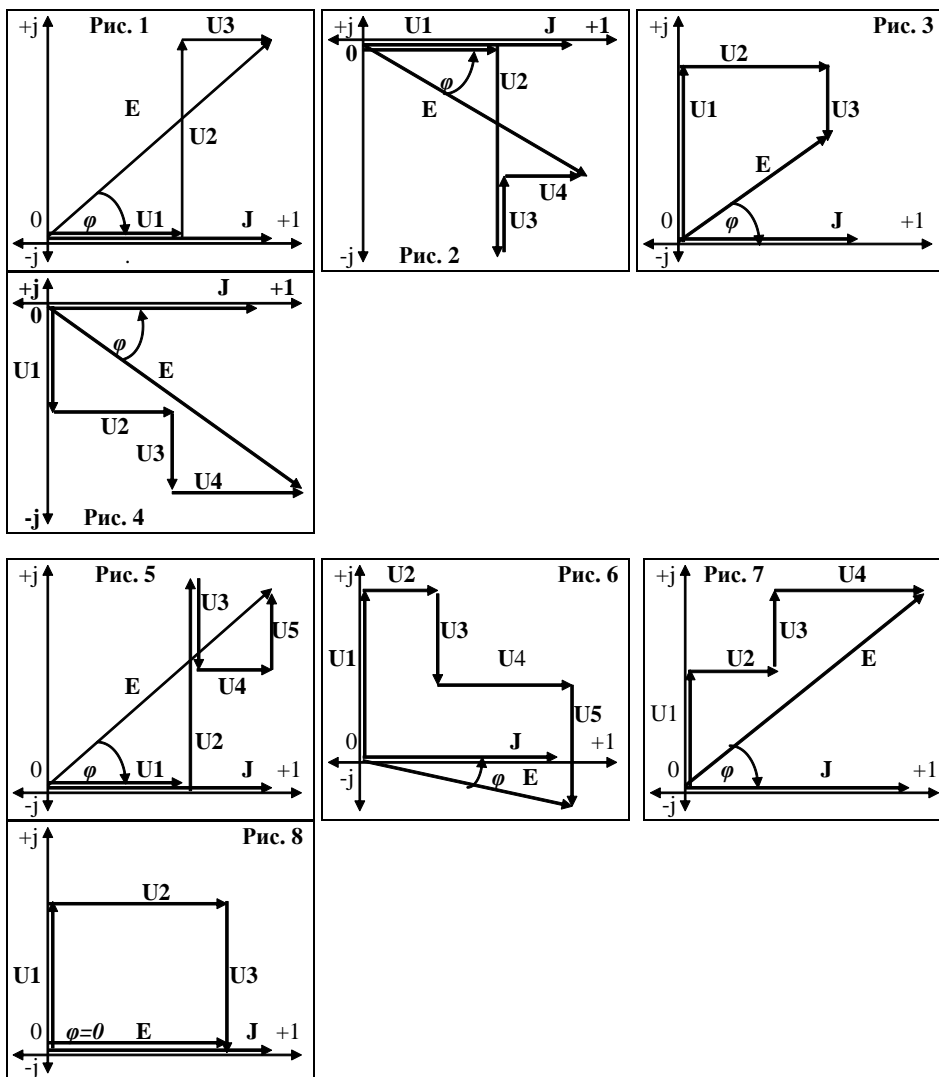 +j Рис. 1 U3
E
U2
0 φ U1 J +1
-j .
U1 J +1
0
φ U2
E
U4
U3
-j Рис. 2
+j Рис. 3
U2
U1 U3
E
0 φ J +1
-j
+j J +1
0
φ
U1 E
U2 U3
U4
-j Рис. 4
+j Рис. 5
U3
U5
E U4
U2
0 φ U1 J +1
-j
+j U2 Рис. 6
U3
U1 U4
U5
0 J +1
-j φ E
+j Рис. 7 U4
U3
U2 E
U1
0 φ J +1
-j
+j Рис. 8
U2
U1 U3
0 φ=0 E J +1
-j